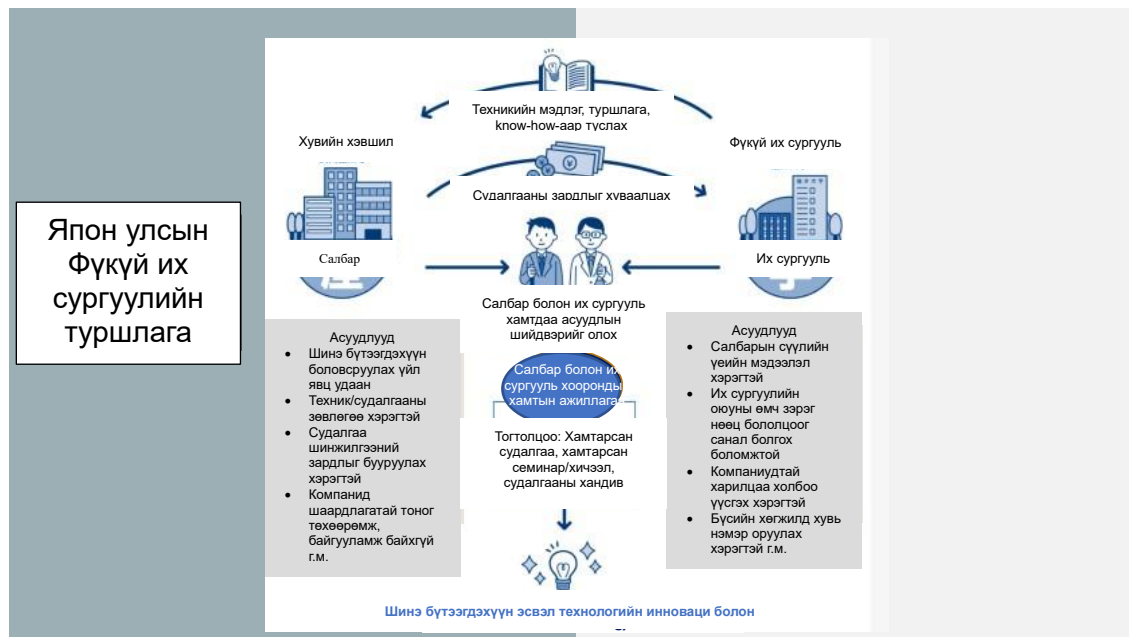 Япон улсын
Фүкүй их
сургуулийн
туршлага
Техникийн мэдлэг, туршлага,
know-how-аар туслах
Хувийн хэвшил
Фүкүй их сургууль
Судалгааны зардлыг хуваалцах
Салбар
Их сургууль
Салбар болон их сургууль
хамтдаа асуудлын
шийдвэрийг олох
Асуудлууд
• Шинэ бүтээгдэхүүн
боловсруулах үйл
явц удаан
• Техник/судалгааны
зөвлөгөө хэрэгтэй
• Судалгаа
шинжилгээний
зардлыг бууруулах
хэрэгтэй
• Компанид
шаардлагатай тоног
төхөөрөмж,
байгууламж байхгүй
г.м.
Салбар болон их
сургууль хооронды
хамтын ажиллага
Тогтолцоо: Хамтарсан
судалгаа, хамтарсан
семинар/хичээл,
судалгааны хандив
Асуудлууд
• Салбарын сүүлийн
үеийн мэдээлэл
хэрэгтэй
• Их сургуулийн
оюуны өмч зэрэг
нөөц бололцоог
санал болгох
боломжтой
• Компаниудтай
харилцаа холбоо
үүсгэх хэрэгтэй
• Бүсийн хөгжилд хувь
нэмэр оруулах
хэрэгтэй г.м.
Шинэ бүтээгдэхүүн эсвэл технологийн инноваци болон